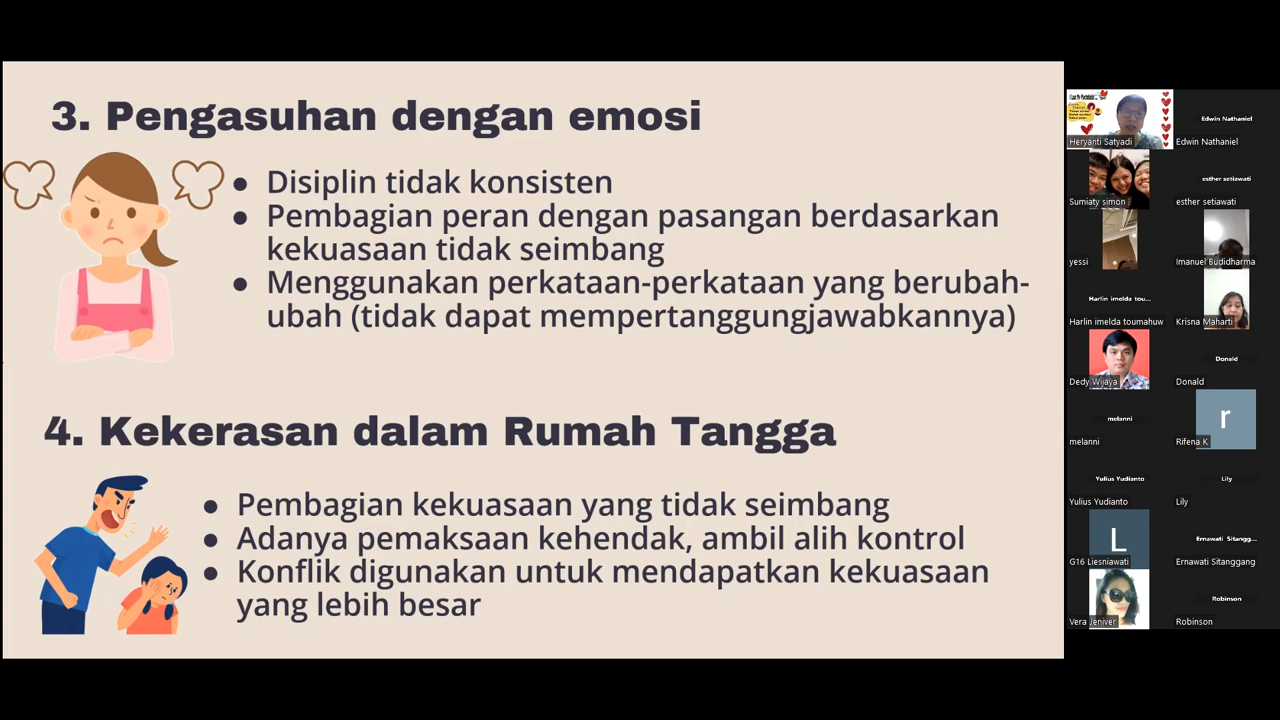 3. Pengasuhan dengan emosi
● Disiplin tidak konsisten
● Pembagian peran dengan pasangan berdasarkan
kekuasaan tidak seimbang
● Menggunakan perkataan-perkataan yang berubah-
ubah (tidak dapat mempertanggungjawabkannya)
4. Kekerasan dalam Rumah Tangga
● Pembagian kekuasaan yang tidak seimbang
● Adanya pemaksaan kehendak, ambil alih kontrol
● Konflik digunakan untuk mendapatkan kekuasaan
yang lebih besar
Heryanti Satyadi
Edwin Nathaniel
Edwin Nathaniel
Sumiaty simon
esther setiawati
esther setiawati
yessi
Imanuel Budidharma
Harlin imelda tou...
Harlin imelda toumahuw
Krisna Maharti
Dedy Wijaya
Donald
Donald
melanni
melanni
r
Rifena K
Yulius Yudianto
Yulius Yudianto
Lily
Lily
L
G16 Liesniawati
Ernawati Sitangg...
Ernawati Sitanggang
Vera Jeniver
Robinson
Robinson